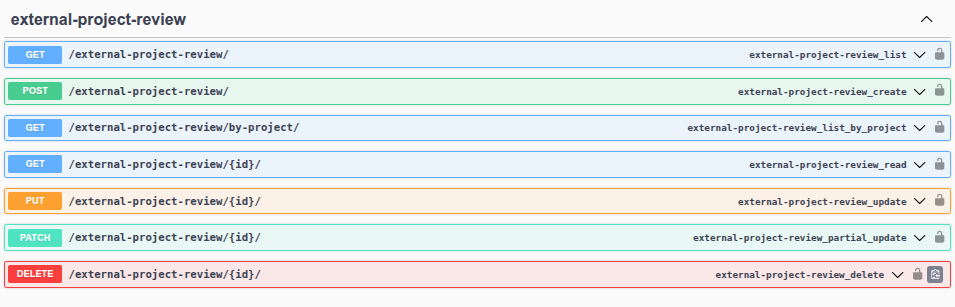 external-project-review
GET /external-project-review/ external-project-review_list
POST /external-project-review/ external-project-review_create
GET /external-project-review/by-project/ external-project-review_list_by_project
GET /external-project-review/{id}/ external-project-review_read
PUT /external-project-review/{id}/ external-project-review_update
PATCH /external-project-review/{id}/ external-project-review_partial_update
DELETE /external-project-review/{id}/ external-project-review_delete